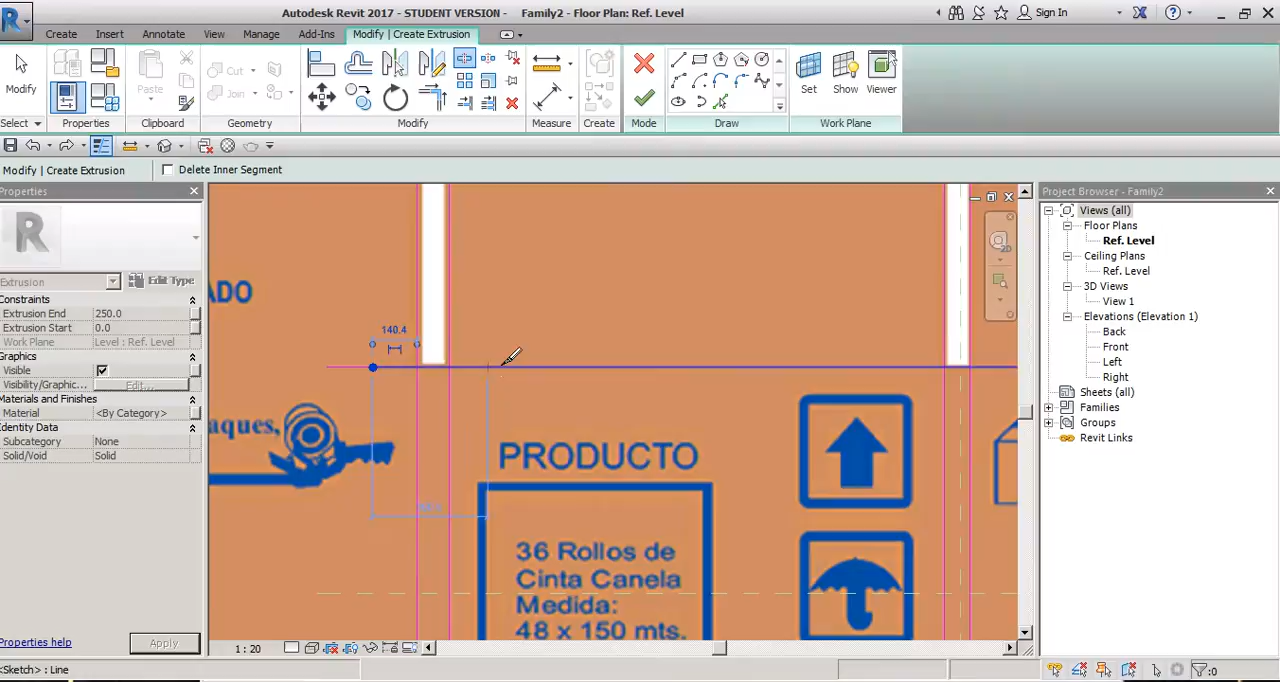 Autodesk Revit 2017 - STUDENT VERSION - Family2 - Floor Plan: Ref. Level
Sign In
Create Insert Annotate View Manage Add-Ins Modify | Create Extrusion
Modify
Paste
Cut
Join
Set Show Viewer
Select Properties Clipboard Geometry Modify Measure Create Mode Draw Work Plane
Modify | Create Extrusion
Delete Inner Segment
Properties
Extrusion
Edit Type
Constraints
Extrusion End 250.0
Extrusion Start 0.0
Work Plane Level : Ref. Level
Graphics
Visible
Visibility/Graphic... Edit...
Materials and Finishes
Material <By Category>
Identity Data
Subcategory None
Solid/Void Solid
Properties help
Apply
ADO
140.4
aques,
PRODUCTO
36 Rollos de
Cinta Canela
Medida:
48 x 150 mts.
1 : 20
Project Browser - Family2
Views (all)
Floor Plans
Ref. Level
Ceiling Plans
Ref. Level
3D Views
View 1
Elevations (Elevation 1)
Back
Front
Left
Right
Sheets (all)
Families
Groups
Revit Links
<Sketch> : Line
:0